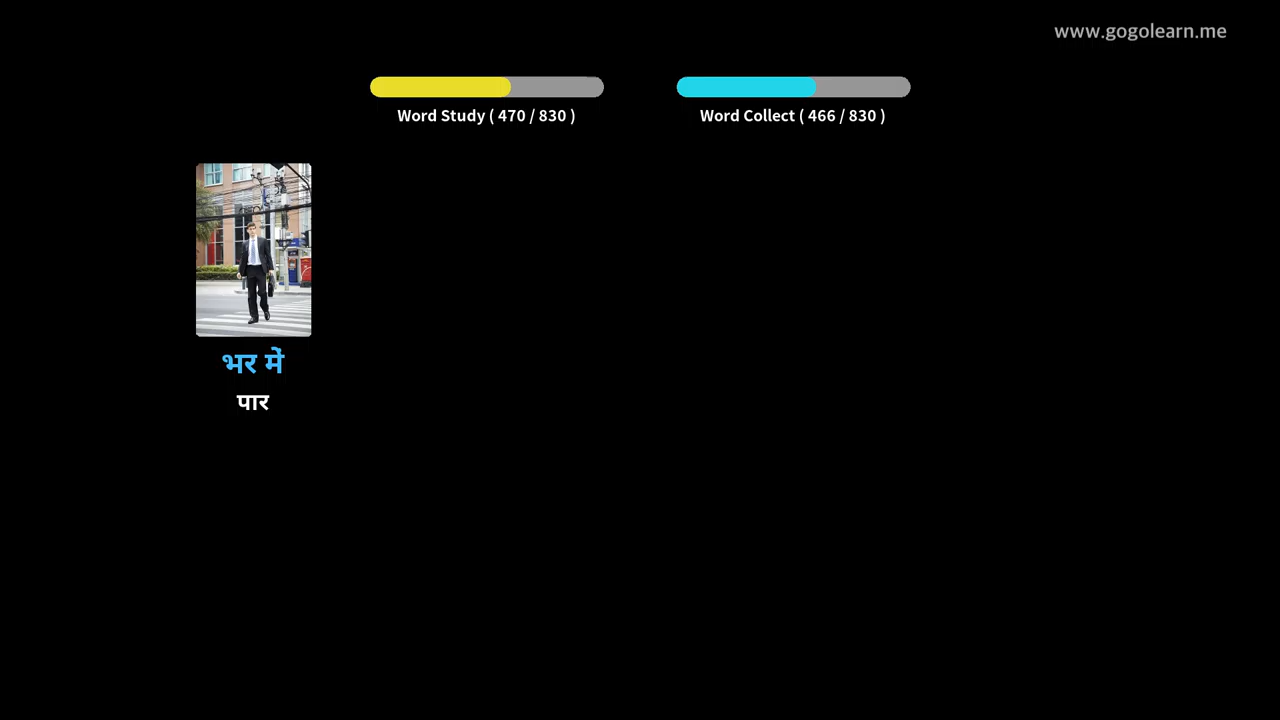 www.gogolearn.me
Word Study ( 470 / 830 )
Word Collect ( 466 / 830 )
भर में
पार